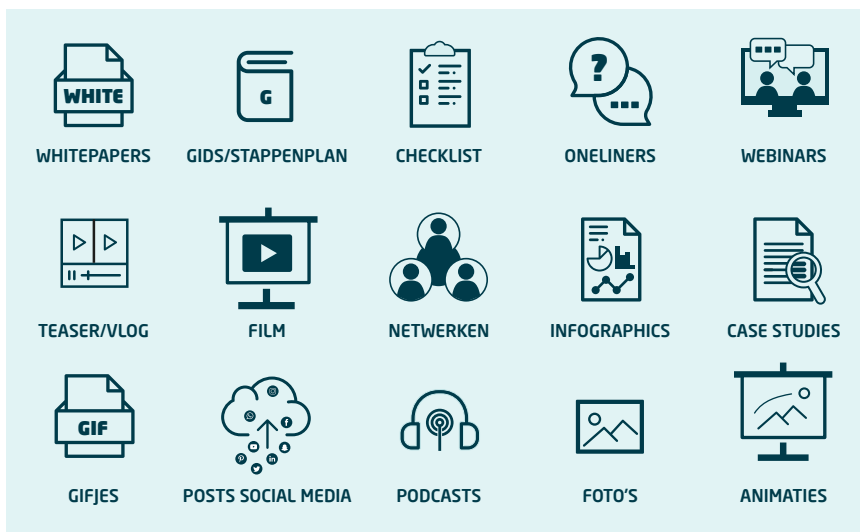 WHITE
G
?
WHITEPAPERS
GIDS/STAPPENPLAN
CHECKLIST
ONELINERS
WEBINARS
TEASER/VLOG
FILM
NETWERKEN
INFOGRAPHICS
CASE STUDIES
GIF
GIFJES
POSTS SOCIAL MEDIA
PODCASTS
FOTO'S
ANIMATIES